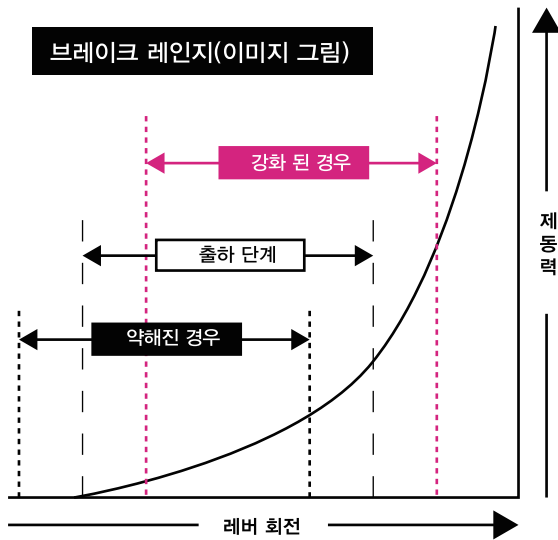 브레이크 레인지(이미지 그림)
강화 된 경우
출하 단계
약해진 경우
제동력
레버 회전